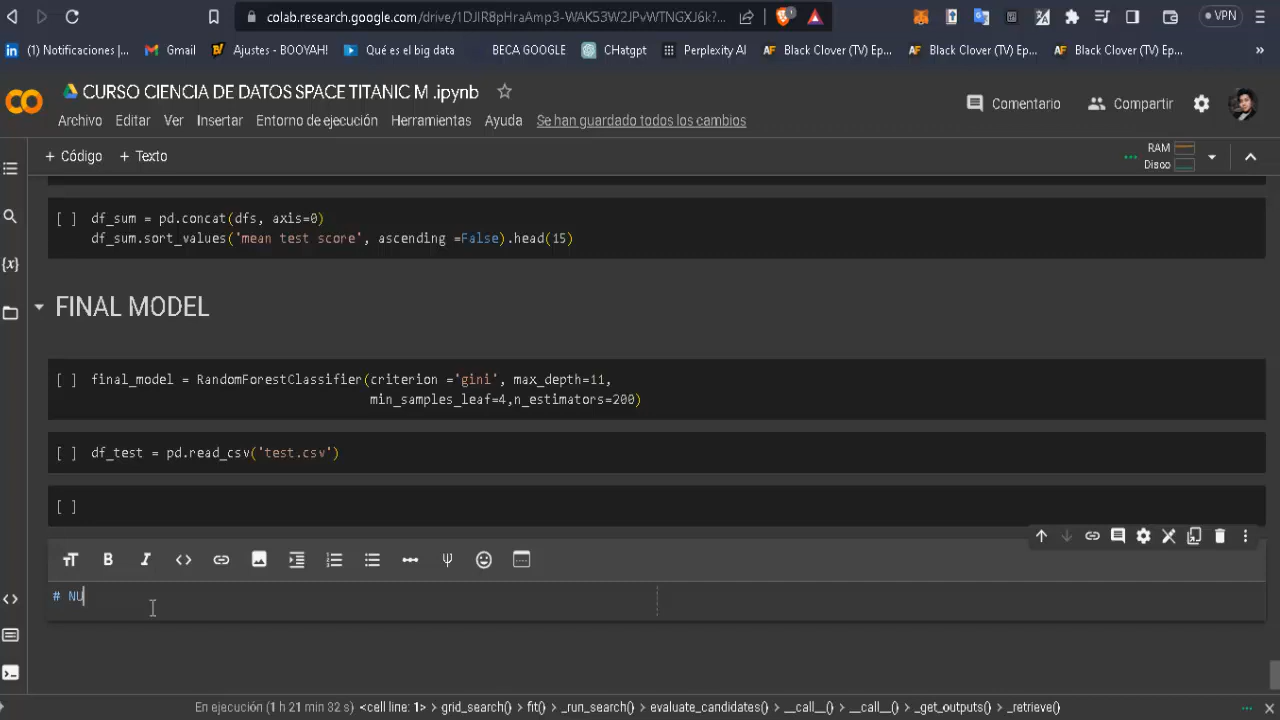 colab.research.google.com/drive/1DJIR8pHraAmp3-WAK53W2JPvWTNGXJ6k?...
VPN
(1) Notificaciones |...
Gmail
Ajustes - BOOYAH!
Qué es el big data
BECA GOOGLE
CHatgpt
Perplexity AI
Black Clover (TV) Ep...
Black Clover (TV) Ep...
Black Clover (TV) Ep...
»
CURSO CIENCIA DE DATOS SPACE TITANIC M .ipynb
Comentario
Compartir
Archivo Editar Ver Insertar Entorno de ejecución Herramientas Ayuda Se han guardado todos los cambios
+ Código + Texto
RAM
Disco
[ ] df_sum = pd.concat(dfs, axis=0)
df_sum.sort_values('mean test score', ascending =False).head(15)
FINAL MODEL
[ ] final_model = RandomForestClassifier(criterion ='gini', max_depth=11,
min_samples_leaf=4,n_estimators=200)
[ ] df_test = pd.read_csv('test.csv')
[ ]
# NU
En ejecución (1 h 21 min 32 s) <cell line: 1> > grid_search() > fit() > _run_search() > evaluate_candidates() > __call__() > __call__() > _get_outputs() > _retrieve()